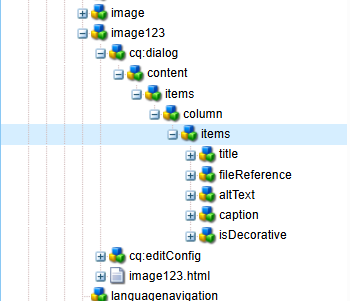 image
image123
cq:dialog
content
items
column
items
title
fileReference
altText
caption
isDecorative
cq:editConfig
image123.html
languagenavigation